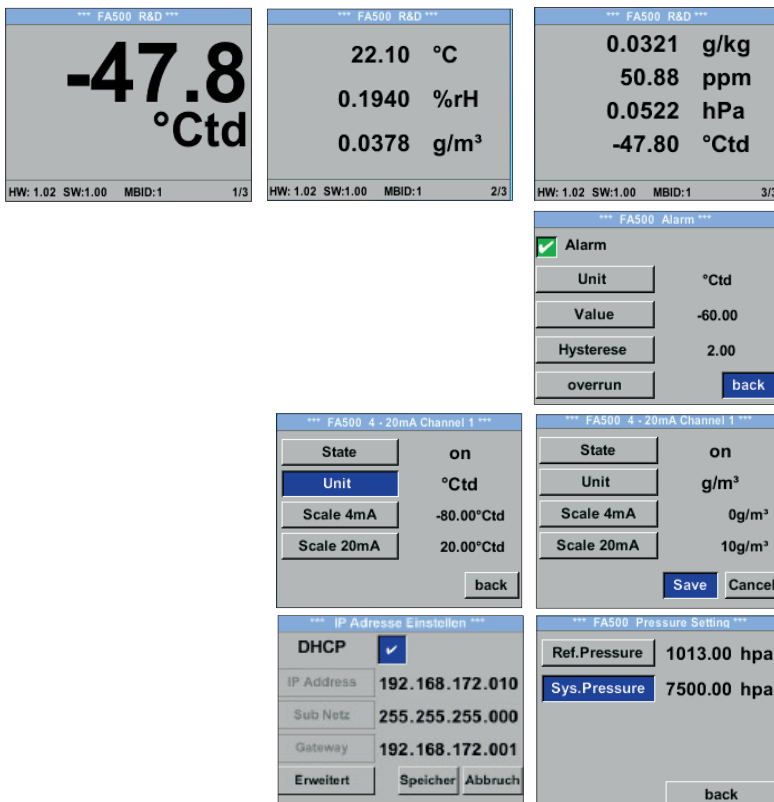 *** FA500 R&D ***
-47.8
°Ctd
HW: 1.02 SW:1.00 MBID:1 1/3
*** FA500 R&D ***
22.10 °C
0.1940 %rH
0.0378 g/m³
HW: 1.02 SW:1.00 MBID:1 2/3
*** FA500 R&D ***
0.0321 g/kg
50.88 ppm
0.0522 hPa
-47.80 °Ctd
HW: 1.02 SW:1.00 MBID:1 3/3
*** FA500 Alarm ***
Alarm
Unit °Ctd
Value -60.00
Hysterese 2.00
overrun back
*** FA500 4 - 20mA Channel 1 ***
State on
Unit °Ctd
Scale 4mA -80.00°Ctd
Scale 20mA 20.00°Ctd
back
*** FA500 4 - 20mA Channel 1 ***
State on
Unit g/m³
Scale 4mA 0g/m³
Scale 20mA 10g/m³
Save Cancel
*** IP Adresse Einstellen ***
DHCP
IP Address 192.168.172.010
Sub Netz 255.255.255.000
Gateway 192.168.172.001
Erweitert Speicher Abbruch
*** FA500 Pressure Setting ***
Ref.Pressure 1013.00 hpa
Sys.Pressure 7500.00 hpa
back